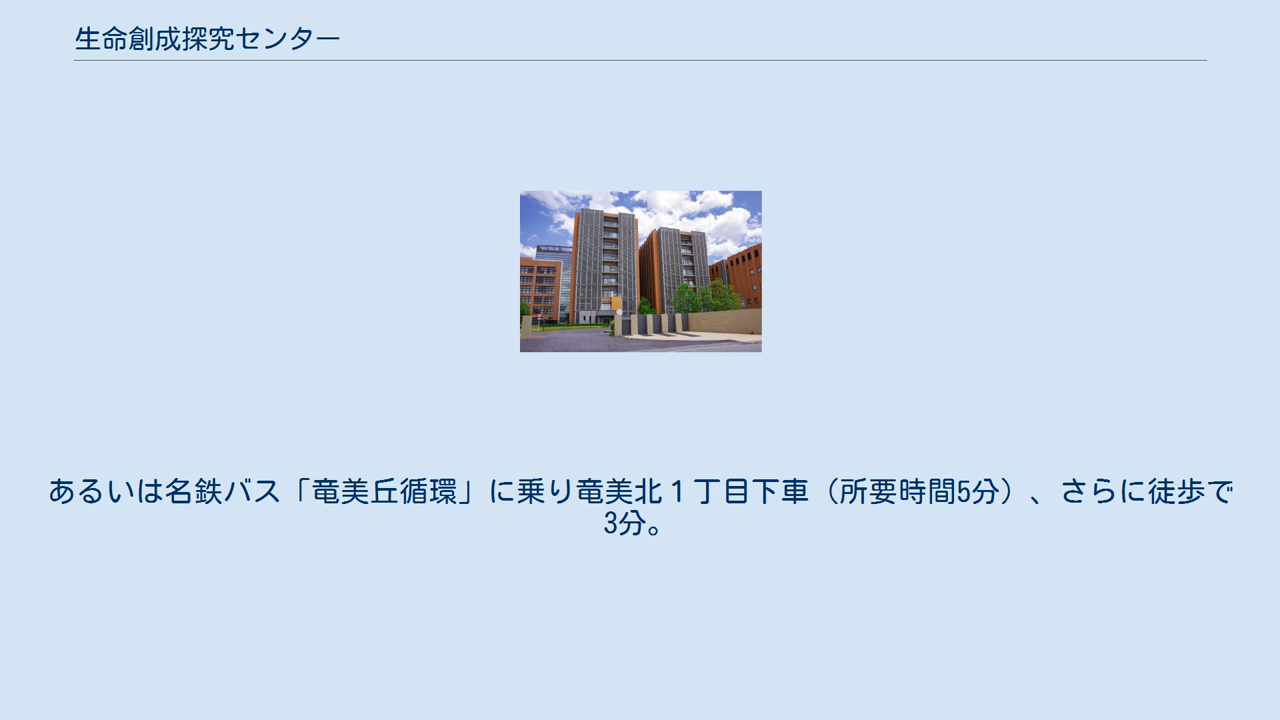 生命創成探究センター
あるいは名鉄バス「竜美丘循環」に乗り竜美北１丁目下車（所要時間5分）、さらに徒歩で
3分。